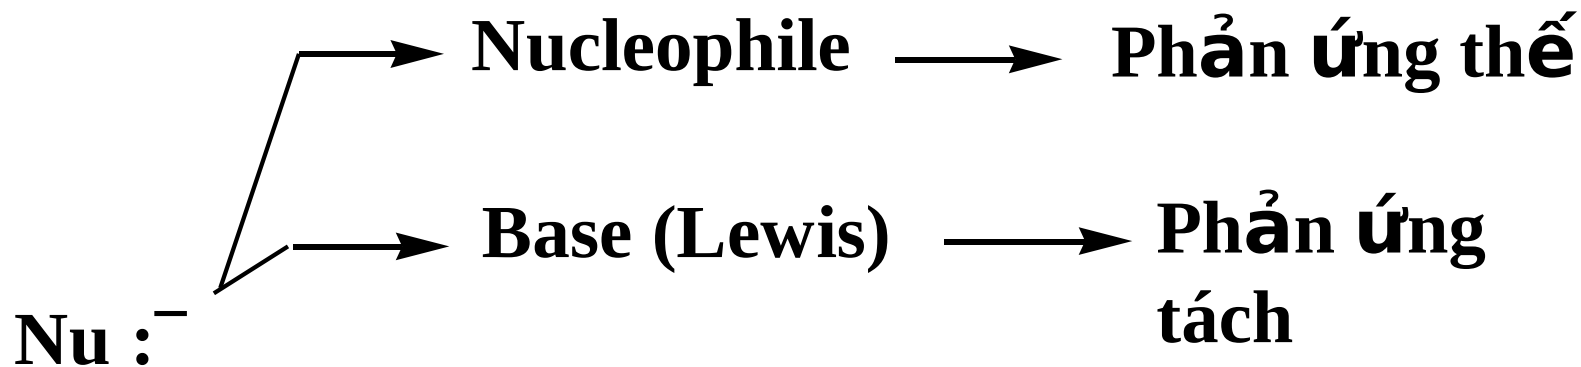 Nucleophile
Phản ứng thế
Base (Lewis)
Phản ứng
tách
Nu :⁻